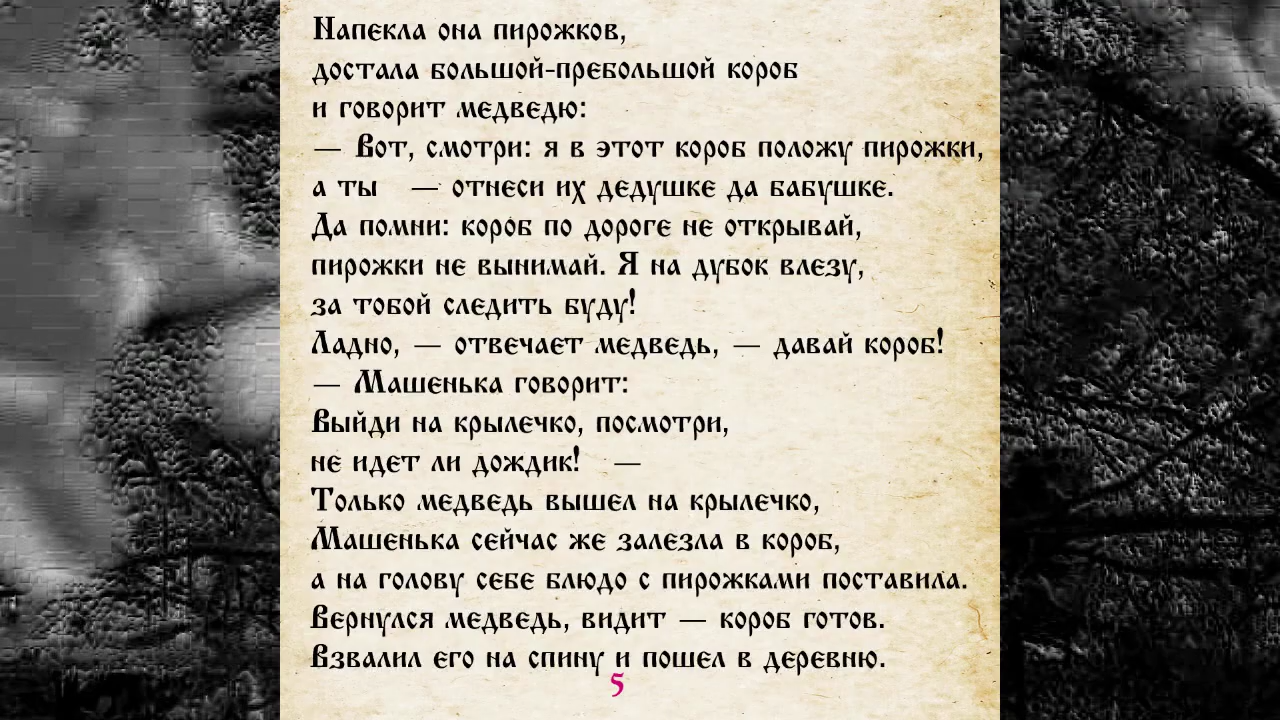 Напекла она пирожков,
достала большой-пребольшой короб
и говорит медведю:
— Вот, смотри: я в этот короб положу пирожки,
а ты — отнеси их дедушке да бабушке.
Да помни: короб по дороге не открывай,
пирожки не вынимай. Я на дубок влезу,
за тобой следить буду!
Ладно, — отвечает медведь, — давай короб!
— Машенька говорит:
Выйди на крылечко, посмотри,
не идет ли дождик! —
Только медведь вышел на крылечко,
Машенька сейчас же залезла в короб,
а на голову себе блюдо с пирожками поставила.
Вернулся медведь, видит — короб готов.
Взвалил его на спину и пошел в деревню.
5